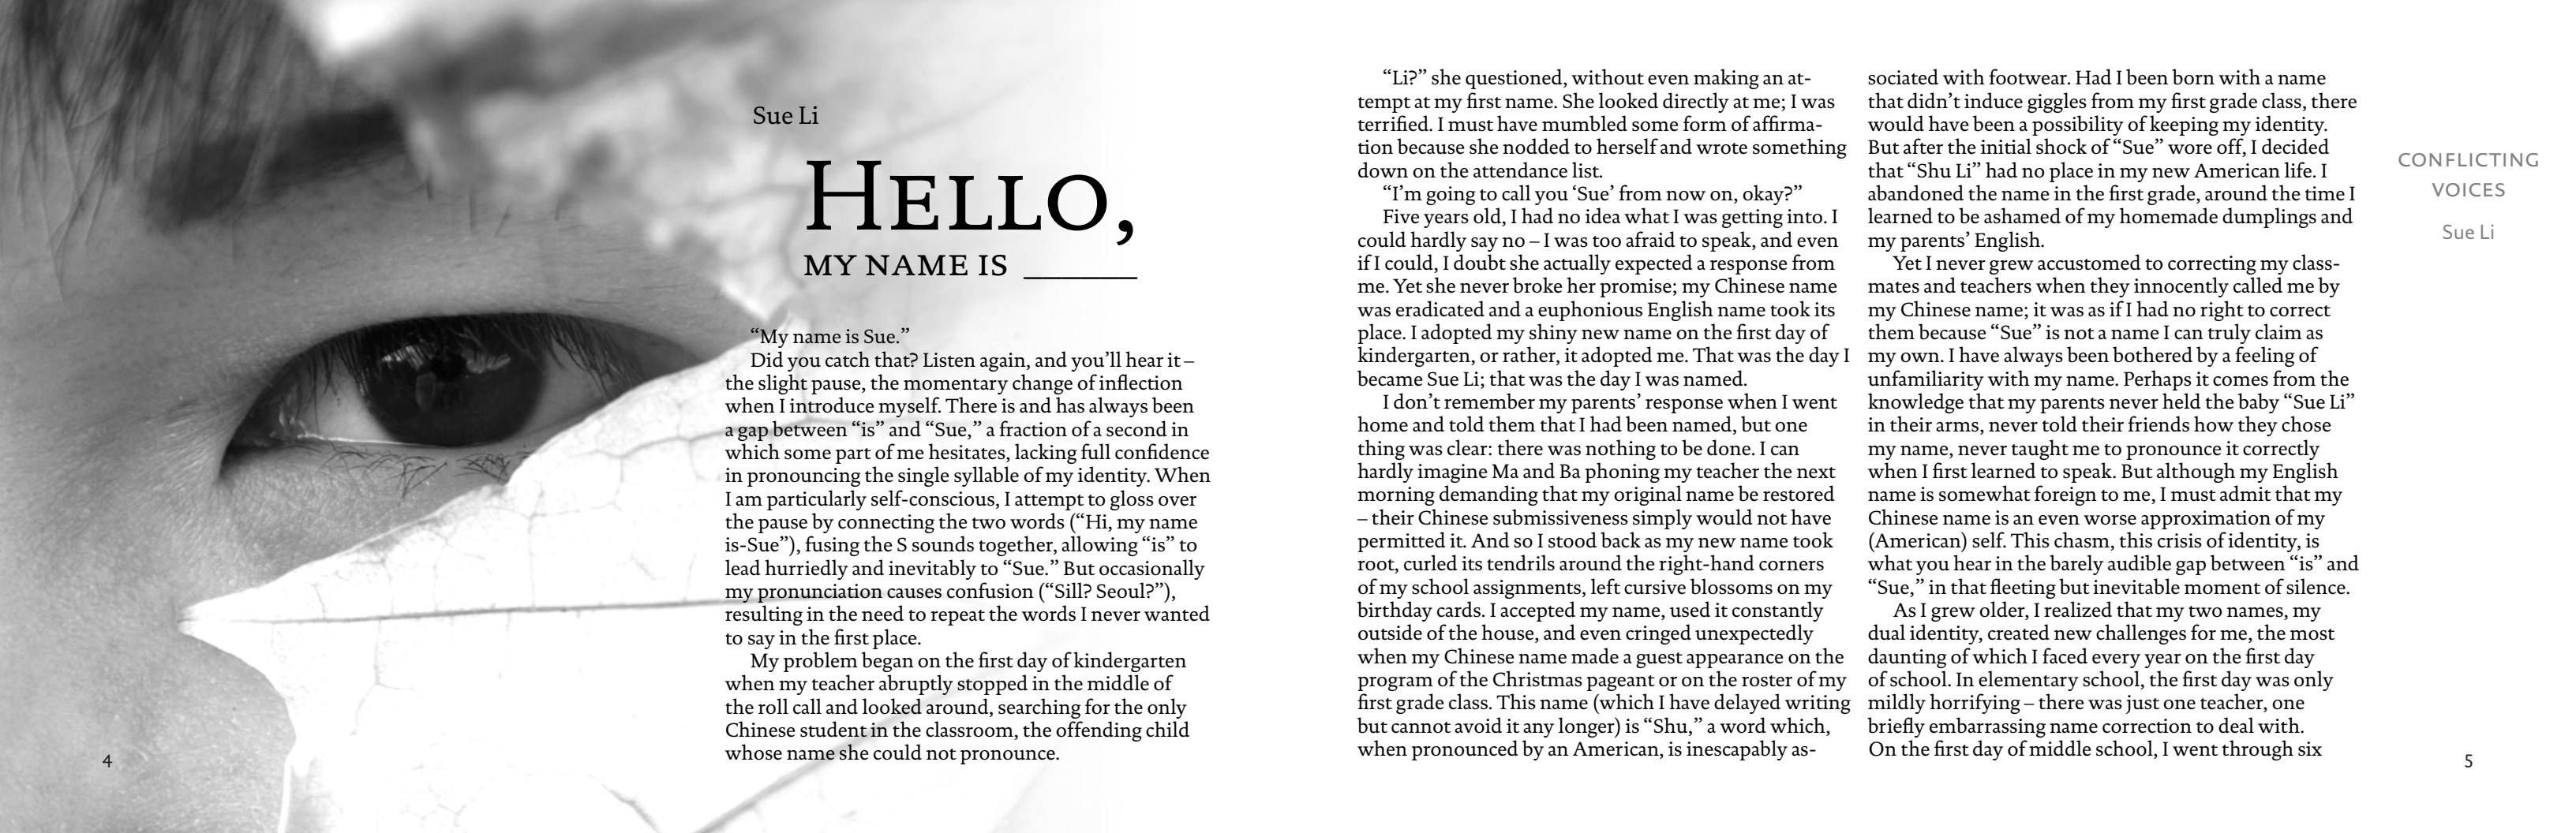 Sue Li
HELLO,
MY NAME IS ______
“My name is Sue.”
Did you catch that? Listen again, and you’ll hear it –
the slight pause, the momentary change of inflection
when I introduce myself. There is and has always been
a gap between “is” and “Sue,” a fraction of a second in
which some part of me hesitates, lacking full confidence
in pronouncing the single syllable of my identity. When
I am particularly self-conscious, I attempt to gloss over
the pause by connecting the two words (“Hi, my name
is-Sue”), fusing the S sounds together, allowing “is” to
lead hurriedly and inevitably to “Sue.” But occasionally
my pronunciation causes confusion (“Sill? Seoul?”),
resulting in the need to repeat the words I never wanted
to say in the first place.
My problem began on the first day of kindergarten
when my teacher abruptly stopped in the middle of
the roll call and looked around, searching for the only
Chinese student in the classroom, the offending child
whose name she could not pronounce.
4
“Li?” she questioned, without even making an at-
tempt at my first name. She looked directly at me; I was
terrified. I must have mumbled some form of affirma-
tion because she nodded to herself and wrote something
down on the attendance list.
“I’m going to call you ‘Sue’ from now on, okay?”
Five years old, I had no idea what I was getting into. I
could hardly say no – I was too afraid to speak, and even
if I could, I doubt she actually expected a response from
me. Yet she never broke her promise; my Chinese name
was eradicated and a euphonious English name took its
place. I adopted my shiny new name on the first day of
kindergarten, or rather, it adopted me. That was the day I
became Sue Li; that was the day I was named.
I don’t remember my parents’ response when I went
home and told them that I had been named, but one
thing was clear: there was nothing to be done. I can
hardly imagine Ma and Ba phoning my teacher the next
morning demanding that my original name be restored
– their Chinese submissiveness simply would not have
permitted it. And so I stood back as my new name took
root, curled its tendrils around the right-hand corners
of my school assignments, left cursive blossoms on my
birthday cards. I accepted my name, used it constantly
outside of the house, and even cringed unexpectedly
when my Chinese name made a guest appearance on the
program of the Christmas pageant or on the roster of my
first grade class. This name (which I have delayed writing
but cannot avoid it any longer) is “Shu,” a word which,
when pronounced by an American, is inescapably as-
sociated with footwear. Had I been born with a name
that didn’t induce giggles from my first grade class, there
would have been a possibility of keeping my identity.
But after the initial shock of “Sue” wore off, I decided
that “Shu Li” had no place in my new American life. I
abandoned the name in the first grade, around the time I
learned to be ashamed of my homemade dumplings and
my parents’ English.
Yet I never grew accustomed to correcting my class-
mates and teachers when they innocently called me by
my Chinese name; it was as if I had no right to correct
them because “Sue” is not a name I can truly claim as
my own. I have always been bothered by a feeling of
unfamiliarity with my name. Perhaps it comes from the
knowledge that my parents never held the baby “Sue Li”
in their arms, never told their friends how they chose
my name, never taught me to pronounce it correctly
when I first learned to speak. But although my English
name is somewhat foreign to me, I must admit that my
Chinese name is an even worse approximation of my
(American) self. This chasm, this crisis of identity, is
what you hear in the barely audible gap between “is” and
“Sue,” in that fleeting but inevitable moment of silence.
As I grew older, I realized that my two names, my
dual identity, created new challenges for me, the most
daunting of which I faced every year on the first day
of school. In elementary school, the first day was only
mildly horrifying – there was just one teacher, one
briefly embarrassing name correction to deal with.
On the first day of middle school, I went through six
CONFLICTING
VOICES
Sue Li
5